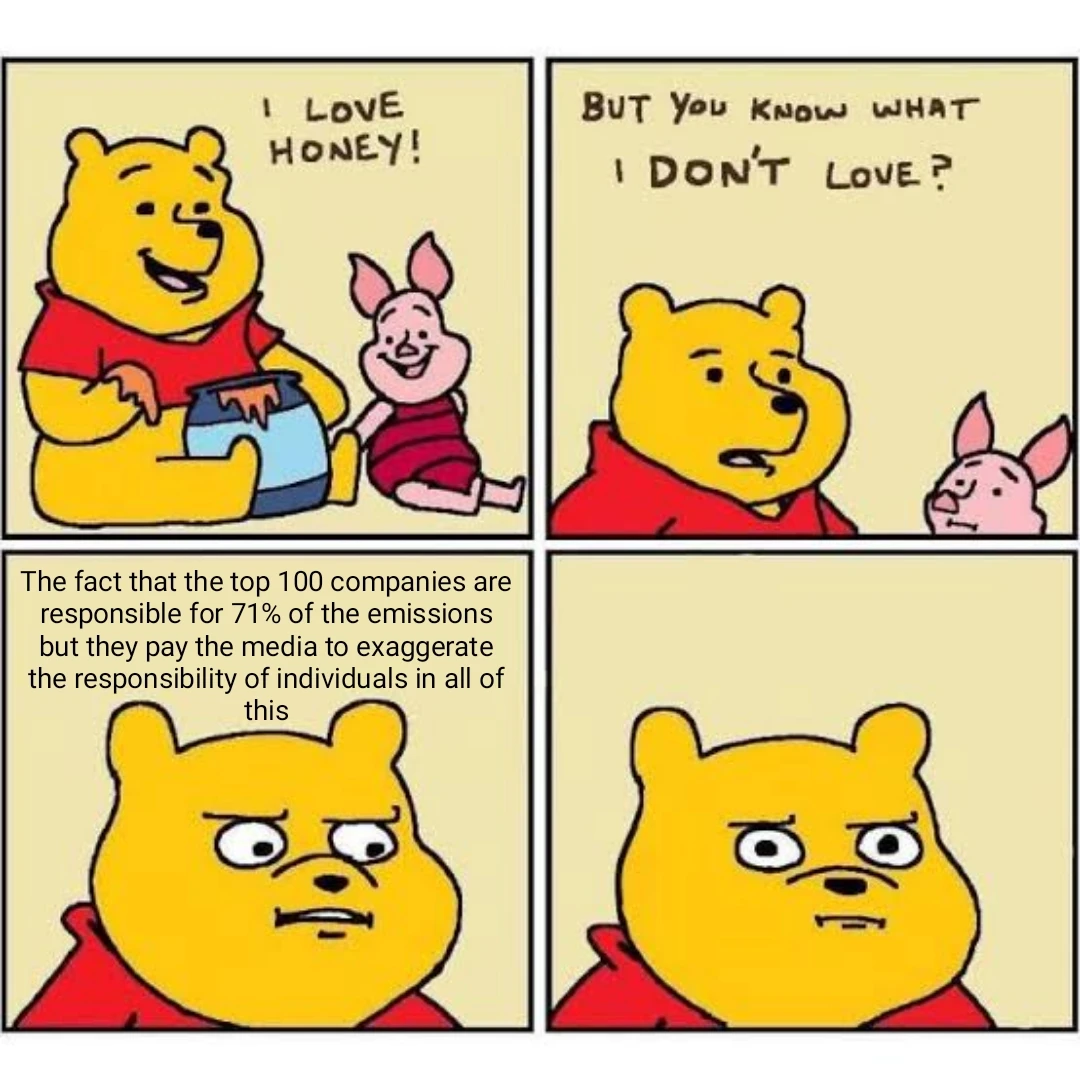 I LOVE
HONEY!
BUT YOU KNOW WHAT
I DON'T LOVE?
The fact that the top 100 companies are
responsible for 71% of the emissions
but they pay the media to exaggerate
the responsibility of individuals in all of
this